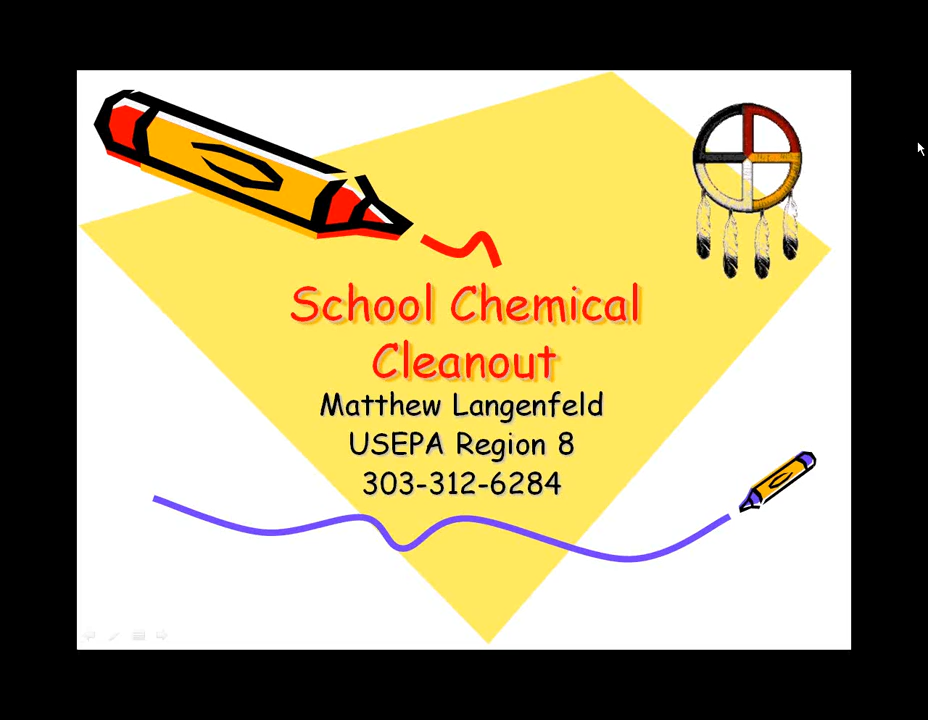 School Chemical
Cleanout
Matthew Langenfeld
USEPA Region 8
303-312-6284